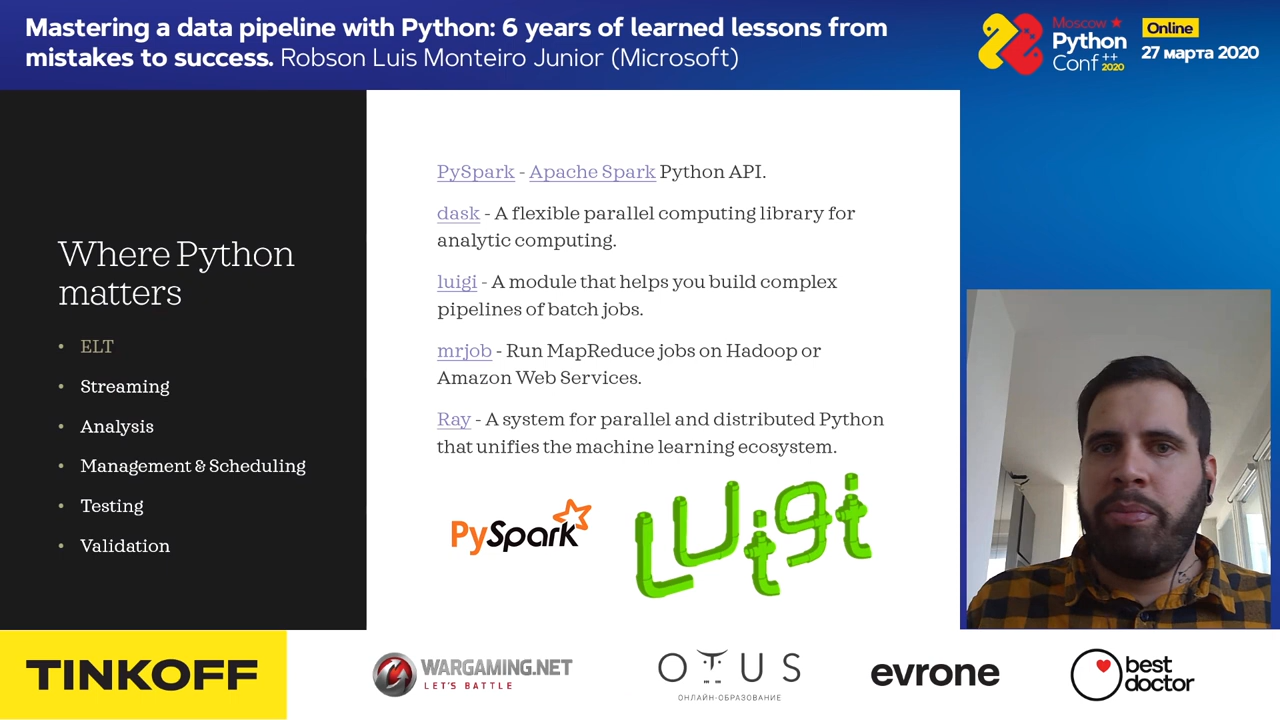 Mastering a data pipeline with Python: 6 years of learned lessons from
mistakes to success. Robson Luis Monteiro Junior (Microsoft)
Moscow
Python
Conf ++
2020
Online
27 марта 2020
Where Python
matters
• ELT
• Streaming
• Analysis
• Management & Scheduling
• Testing
• Validation
PySpark - Apache Spark Python API.
dask - A flexible parallel computing library for
analytic computing.
luigi - A module that helps you build complex
pipelines of batch jobs.
mrjob - Run MapReduce jobs on Hadoop or
Amazon Web Services.
Ray - A system for parallel and distributed Python
that unifies the machine learning ecosystem.
PySpark
Luigi
TINKOFF
WARGAMING.NET
LET'S BATTLE
OTUS
ОНЛАЙН-ОБРАЗОВАНИЕ
evrone
best
doctor